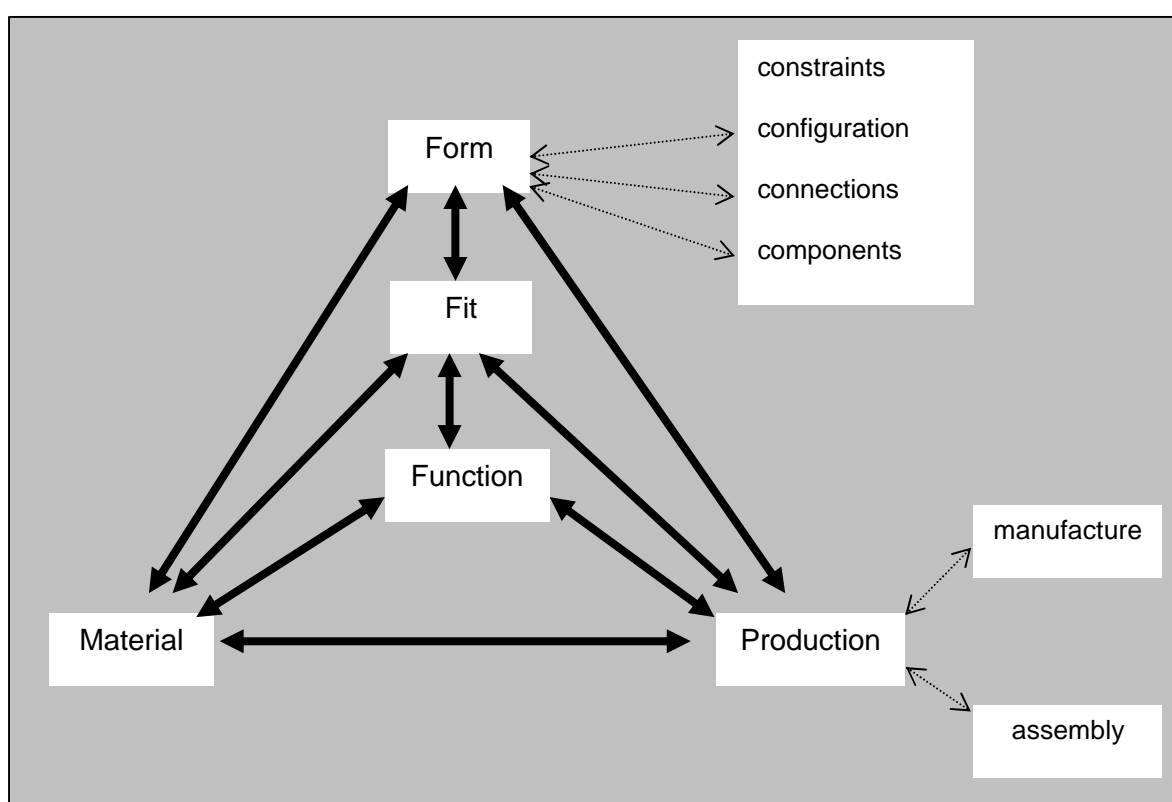 constraints
configuration
connections
components
Form
Fit
Function
manufacture
Material
Production
assembly